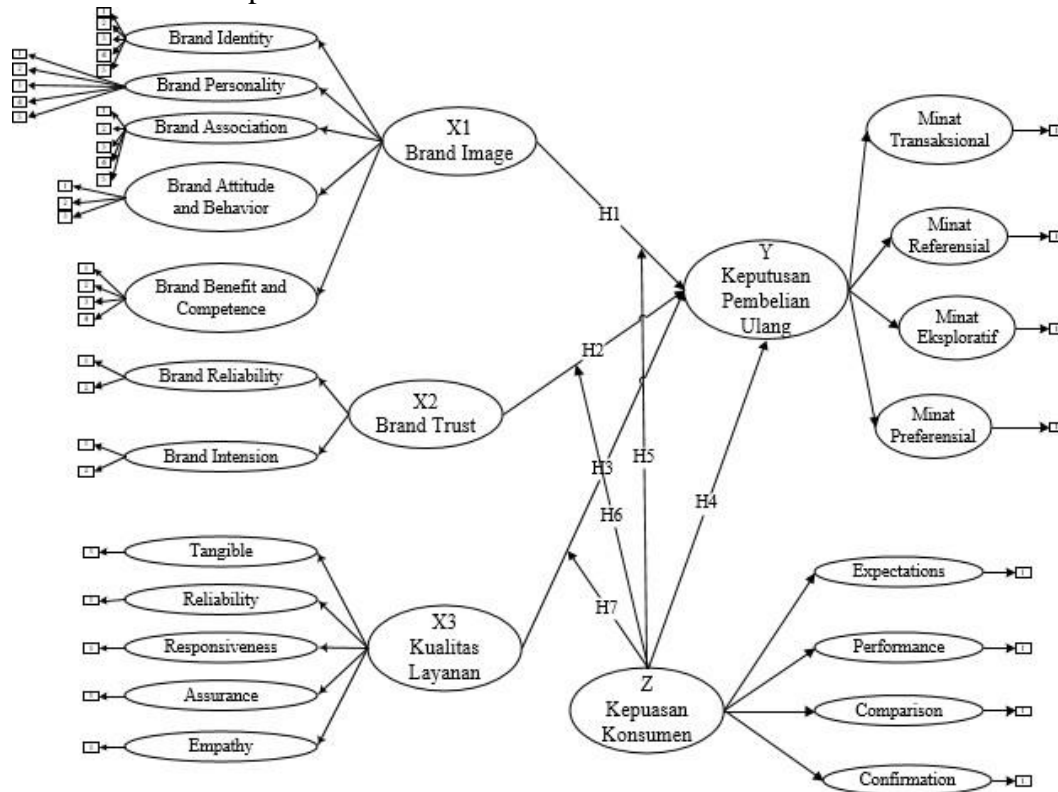 Brand Identity
Brand Personality
Brand Association
Brand Attitude
and Behavior
Brand Benefit and
Competence
X1
Brand Image
Brand Reliability
Brand Intension
X2
Brand Trust
Tangible
Reliability
Responsiveness
Assurance
Empathy
X3
Kualitas
Layanan
H1
H2
H3
H4
H5
H6
H7
Y
Keputusan
Pembelian
Ulang
Minat
Transaksional
Minat
Referensial
Minat
Eksploratif
Minat
Preferensial
Z
Kepuasan
Konsumen
Expectations
Performance
Comparison
Confirmation